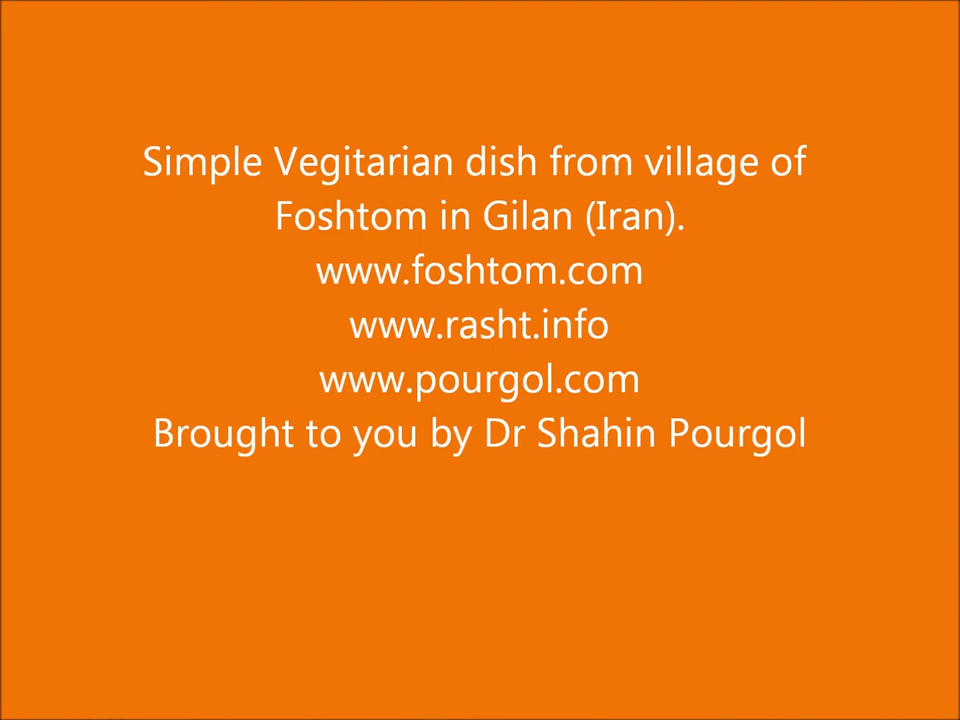 Simple Vegitarian dish from village of
Foshtom in Gilan (Iran).
www.foshtom.com
www.rasht.info
www.pourgol.com
Brought to you by Dr Shahin Pourgol